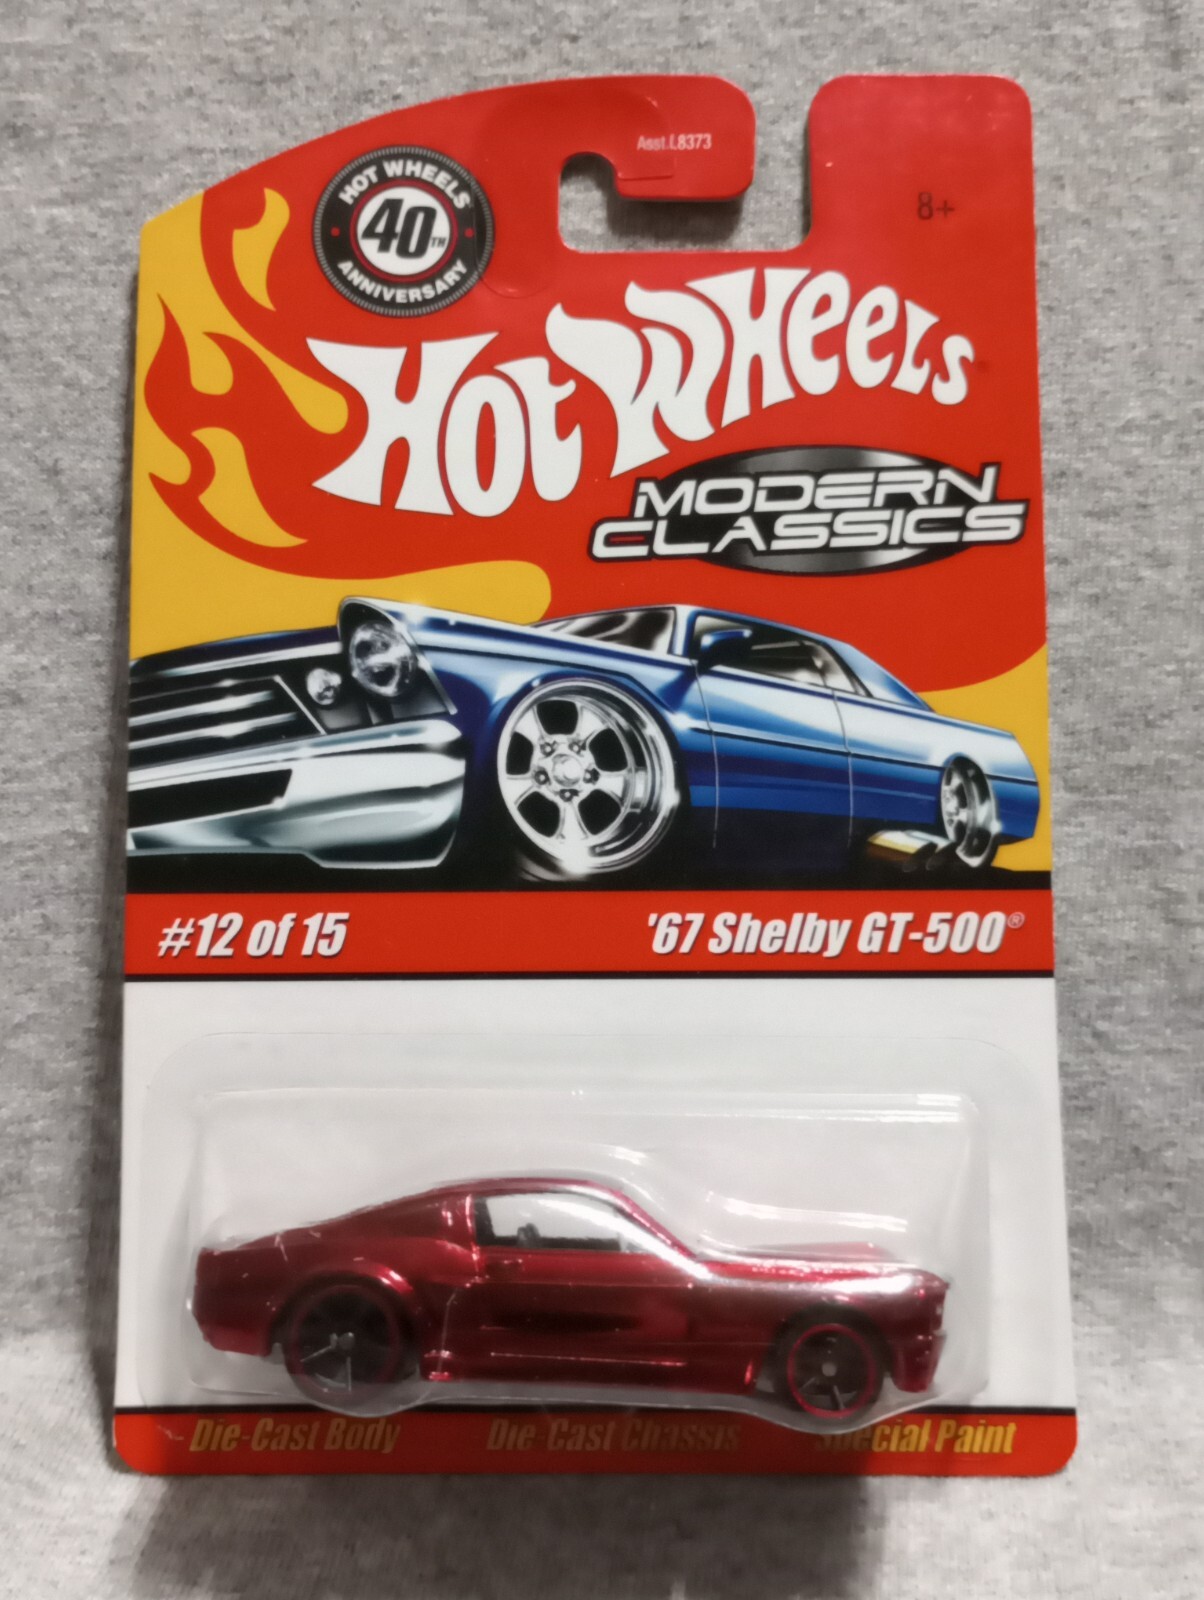 Asst.L8373
8+
HOT WHEELS
40TH
ANNIVERSARY
Hot Wheels
MODERN
CLASSICS
#12 of 15
'67 Shelby GT-500®
Die-Cast Body
Die-Cast Chassis
Special Paint